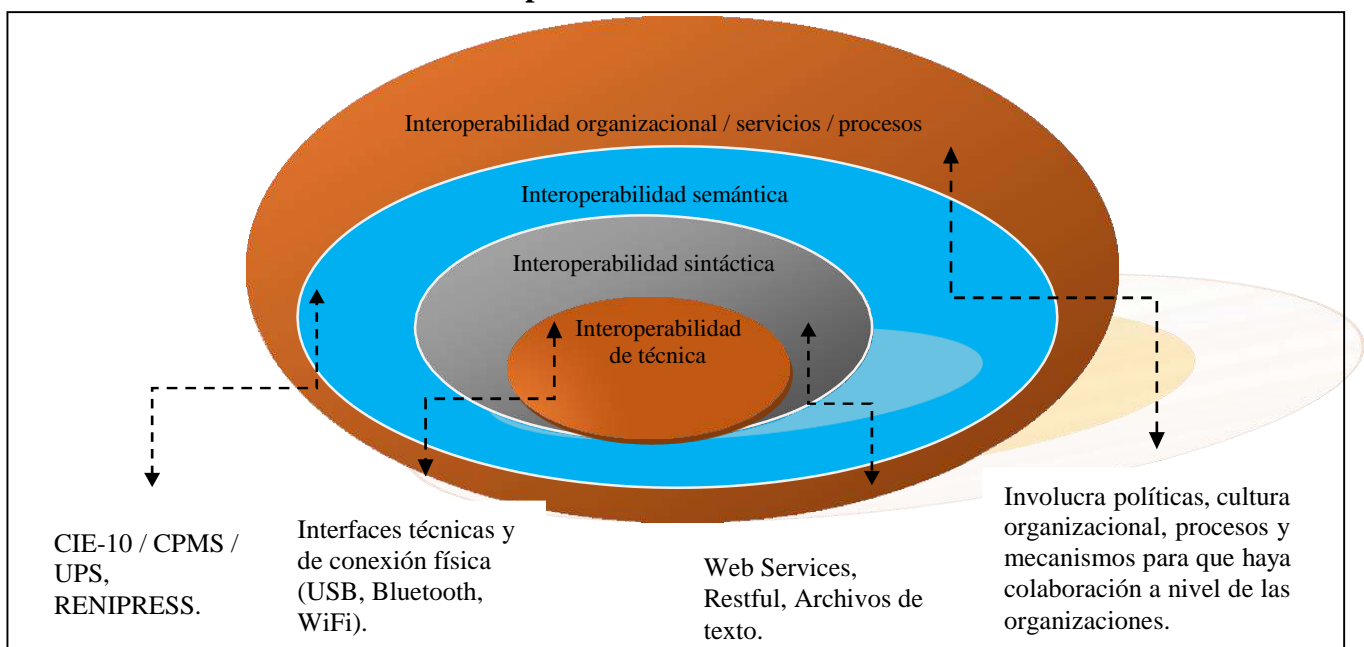 Interoperabilidad organizacional / servicios / procesos
Interoperabilidad semántica
Interoperabilidad sintáctica
Interoperabilidad
de técnica
CIE-10 / CPMS /
UPS,
RENIPRESS.
Interfaces técnicas y
de conexión física
(USB, Bluetooth,
WiFi).
Web Services,
Restful, Archivos de
texto.
Involucra políticas, cultura
organizacional, procesos y
mecanismos para que haya
colaboración a nivel de las
organizaciones.